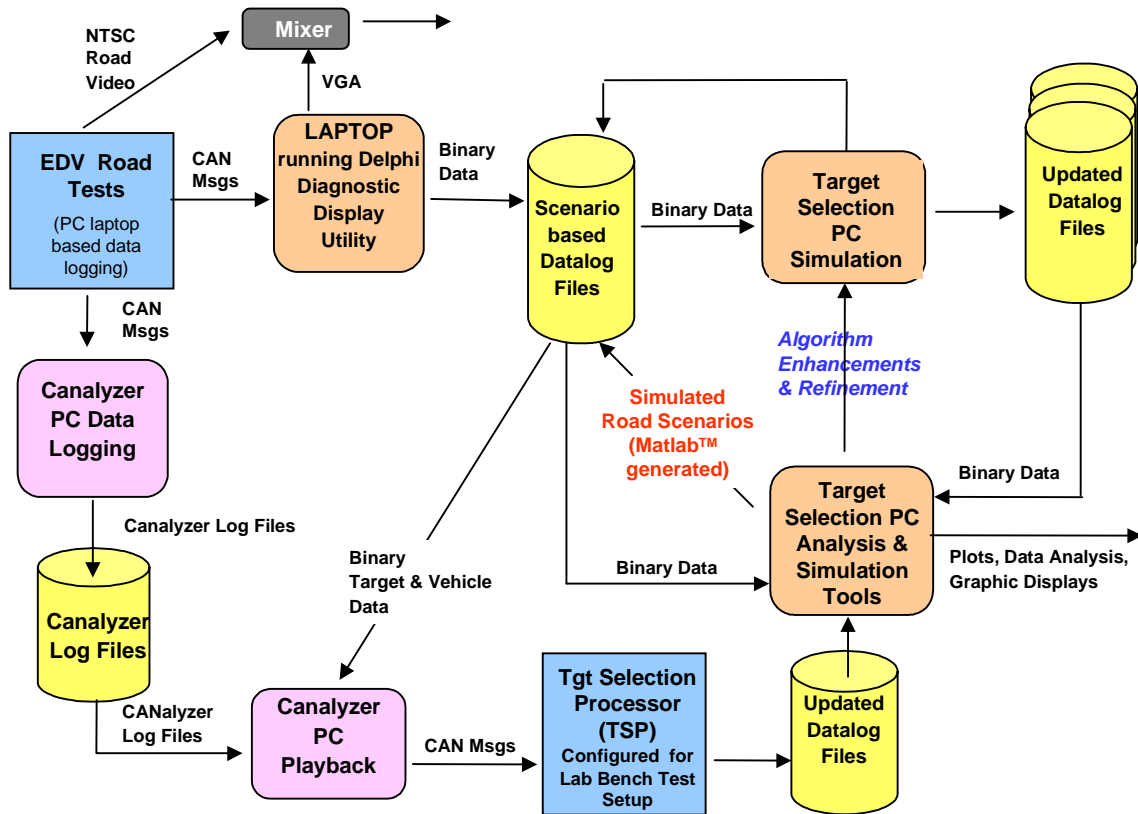 NTSC
Road
Video
Mixer
VGA
EDV Road
Tests
(PC laptop
based data
logging)
CAN
Msgs
LAPTOP
running Delphi
Diagnostic
Display
Utility
Binary
Data
Scenario
based
Datalog
Files
Binary Data
Target
Selection
PC
Simulation
Updated
Datalog
Files
CAN
Msgs
Canalyzer
PC Data
Logging
Algorithm
Enhancements
& Refinement
Simulated
Road Scenarios
(Matlab™
generated)
Binary Data
Target
Selection PC
Analysis &
Simulation
Tools
Plots, Data Analysis,
Graphic Displays
Canalyzer Log Files
Canalyzer
Log Files
Binary
Target & Vehicle
Data
Binary Data
CANalyzer
Log Files
Canalyzer
PC
Playback
CAN Msgs
Tgt Selection
Processor
(TSP)
Configured for
Lab Bench Test
Setup
Updated
Datalog
Files